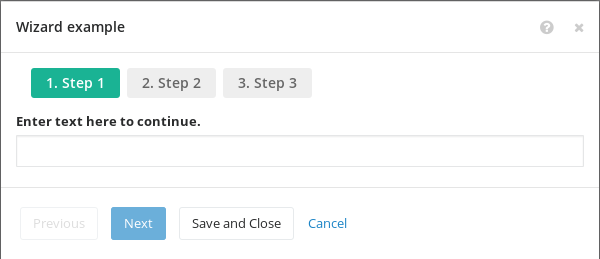 Wizard example
1. Step 1 2. Step 2 3. Step 3
Enter text here to continue.
Previous Next Save and Close Cancel